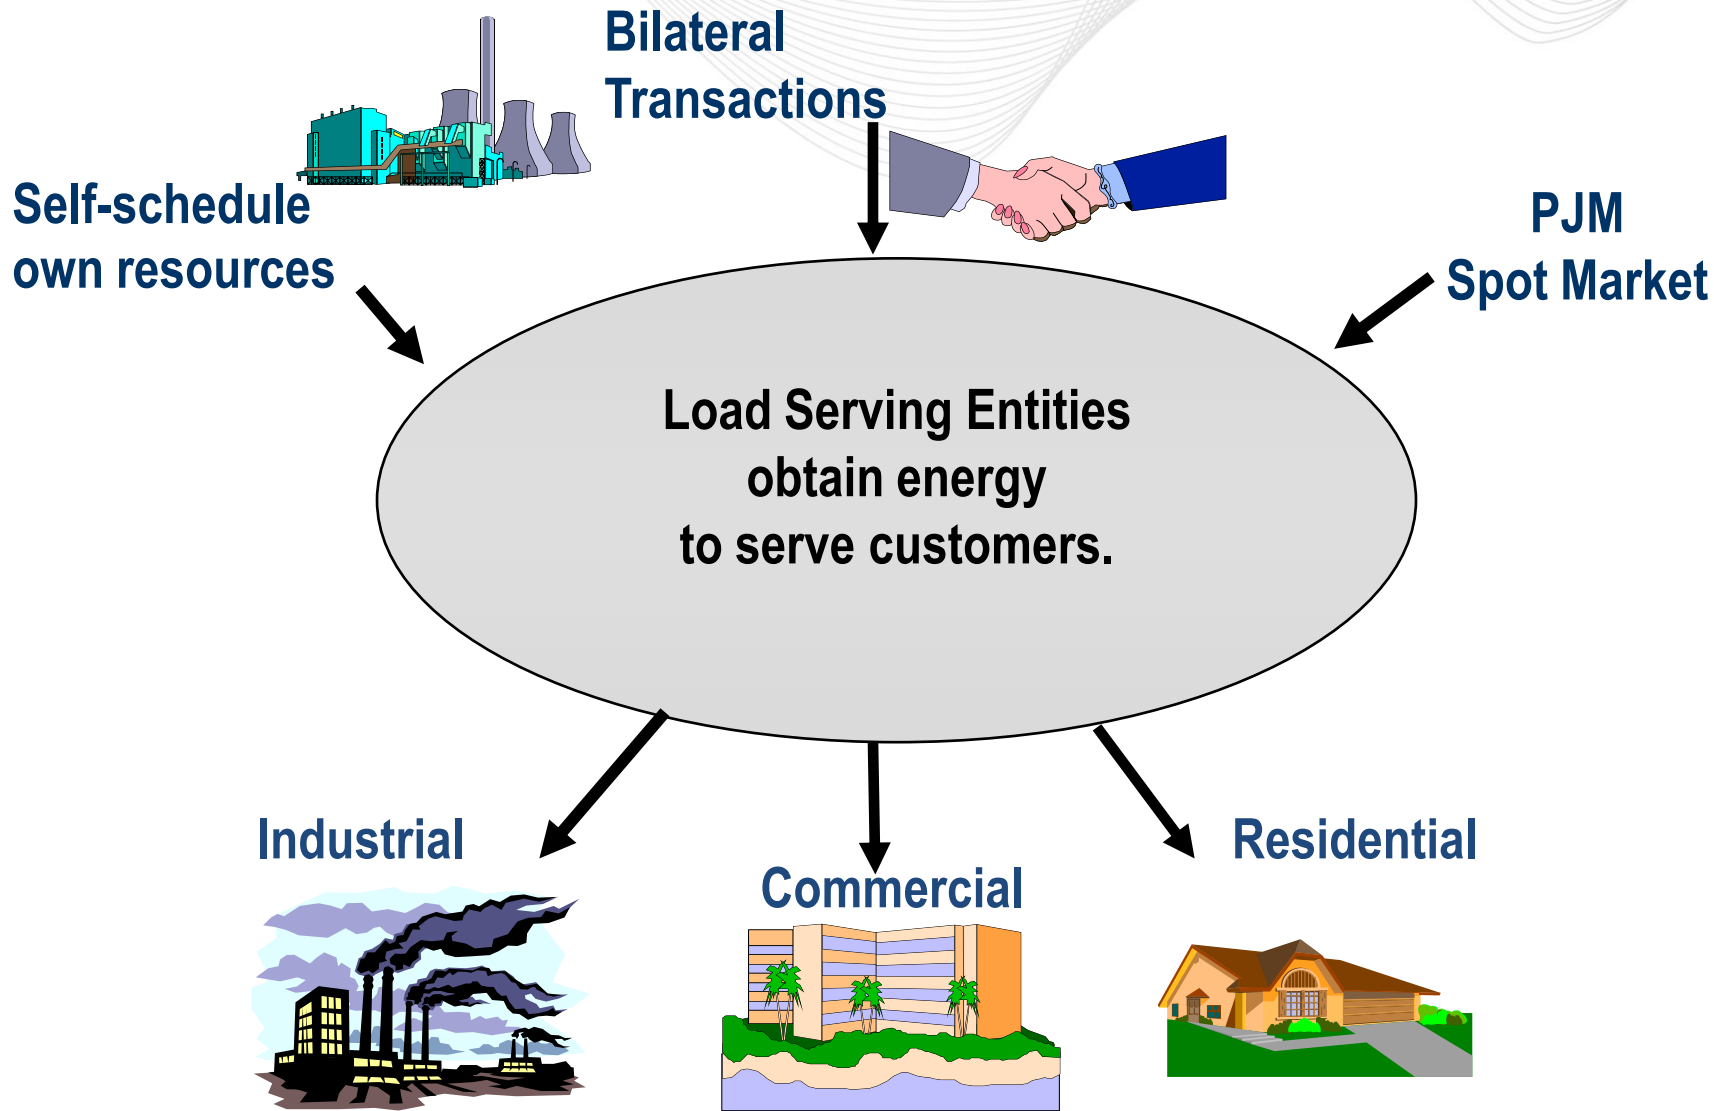 Bilateral
Transactions
Self-schedule
own resources
PJM
Spot Market
Load Serving Entities
obtain energy
to serve customers.
Industrial
Commercial
Residential